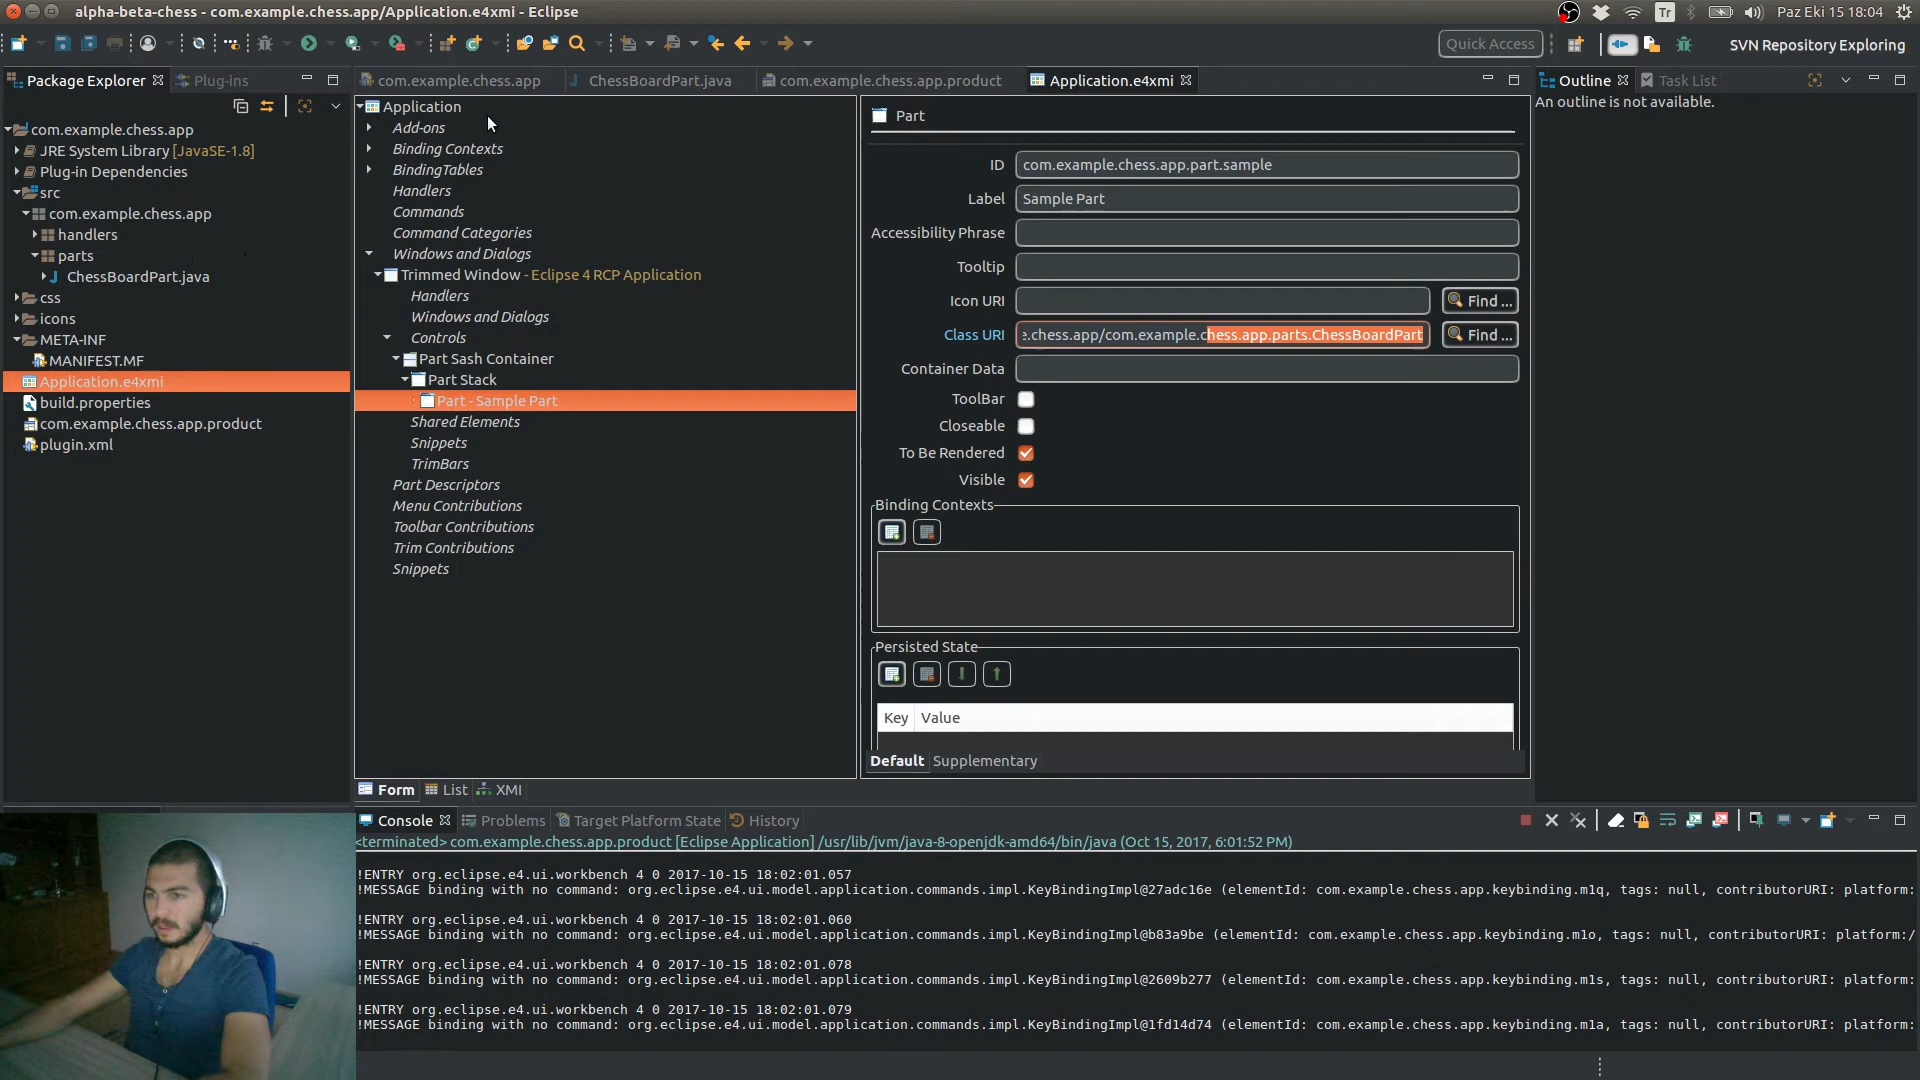 alpha-beta-chess - com.example.chess.app/Application.e4xmi - Eclipse
Tr
Paz Eki 15 18:04
Quick Access
SVN Repository Exploring
Package Explorer
Plug-ins
com.example.chess.app
ChessBoardPart.java
com.example.chess.app.product
Application.e4xmi
Outline
Task List
An outline is not available.
com.example.chess.app
JRE System Library [JavaSE-1.8]
Plug-in Dependencies
src
com.example.chess.app
handlers
parts
ChessBoardPart.java
css
icons
META-INF
MANIFEST.MF
Application.e4xmi
build.properties
com.example.chess.app.product
plugin.xml
Application
Add-ons
Binding Contexts
BindingTables
Handlers
Commands
Command Categories
Windows and Dialogs
Trimmed Window - Eclipse 4 RCP Application
Handlers
Windows and Dialogs
Controls
Part Sash Container
Part Stack
Part - Sample Part
Shared Elements
Snippets
TrimBars
Part Descriptors
Menu Contributions
Toolbar Contributions
Trim Contributions
Snippets
Part
ID com.example.chess.app.part.sample
Label Sample Part
Accessibility Phrase
Tooltip
Icon URI Find ...
Class URI e.chess.app/com.example.chess.app.parts.ChessBoardPart Find ...
Container Data
ToolBar
Closeable
To Be Rendered
Visible
Binding Contexts
Persisted State
Key Value
Default Supplementary
Form List XMI
Console Problems Target Platform State History
<terminated> com.example.chess.app.product [Eclipse Application] /usr/lib/jvm/java-8-openjdk-amd64/bin/java (Oct 15, 2017, 6:01:52 PM)
!ENTRY org.eclipse.e4.ui.workbench 4 0 2017-10-15 18:02:01.057
!MESSAGE binding with no command: org.eclipse.e4.ui.model.application.commands.impl.KeyBindingImpl@27adc16e (elementId: com.example.chess.app.keybinding.m1q, tags: null, contributorURI: platform:
!ENTRY org.eclipse.e4.ui.workbench 4 0 2017-10-15 18:02:01.060
!MESSAGE binding with no command: org.eclipse.e4.ui.model.application.commands.impl.KeyBindingImpl@b83a9be (elementId: com.example.chess.app.keybinding.m1o, tags: null, contributorURI: platform:/
!ENTRY org.eclipse.e4.ui.workbench 4 0 2017-10-15 18:02:01.078
!MESSAGE binding with no command: org.eclipse.e4.ui.model.application.commands.impl.KeyBindingImpl@2609b277 (elementId: com.example.chess.app.keybinding.m1s, tags: null, contributorURI: platform:
!ENTRY org.eclipse.e4.ui.workbench 4 0 2017-10-15 18:02:01.079
!MESSAGE binding with no command: org.eclipse.e4.ui.model.application.commands.impl.KeyBindingImpl@1fd14d74 (elementId: com.example.chess.app.keybinding.m1a, tags: null, contributorURI: platform: